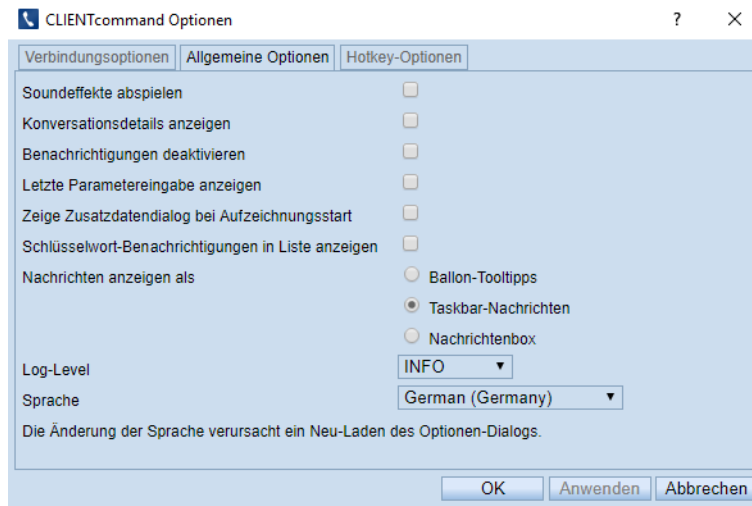 CLIENTcommand Optionen ?
Verbindungsoptionen Allgemeine Optionen Hotkey-Optionen
Soundeffekte abspielen
Konversationsdetails anzeigen
Benachrichtigungen deaktivieren
Letzte Parametereingabe anzeigen
Zeige Zusatzdatendialog bei Aufzeichnungsstart
Schlüsselwort-Benachrichtigungen in Liste anzeigen
Nachrichten anzeigen als Ballon-Tooltipps
Taskbar-Nachrichten
Nachrichtenbox
Log-Level INFO
Sprache German (Germany)
Die Änderung der Sprache verursacht ein Neu-Laden des Optionen-Dialogs.
OK Anwenden Abbrechen